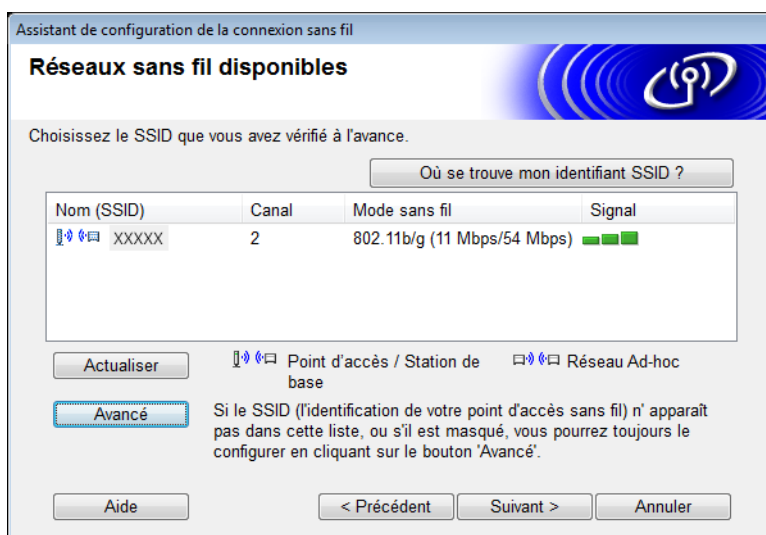 Assistant de configuration de la connexion sans fil
Réseaux sans fil disponibles
Choisissez le SSID que vous avez vérifié à l'avance.
Où se trouve mon identifiant SSID ?
Nom (SSID) Canal Mode sans fil Signal
XXXXX 2 802.11b/g (11 Mbps/54 Mbps)
Actualiser
Point d'accès / Station de
base
Réseau Ad-hoc
Avancé
Si le SSID (l'identification de votre point d'accès sans fil) n' apparaît
pas dans cette liste, ou s'il est masqué, vous pourrez toujours le
configurer en cliquant sur le bouton 'Avancé'.
Aide
< Précédent
Suivant >
Annuler